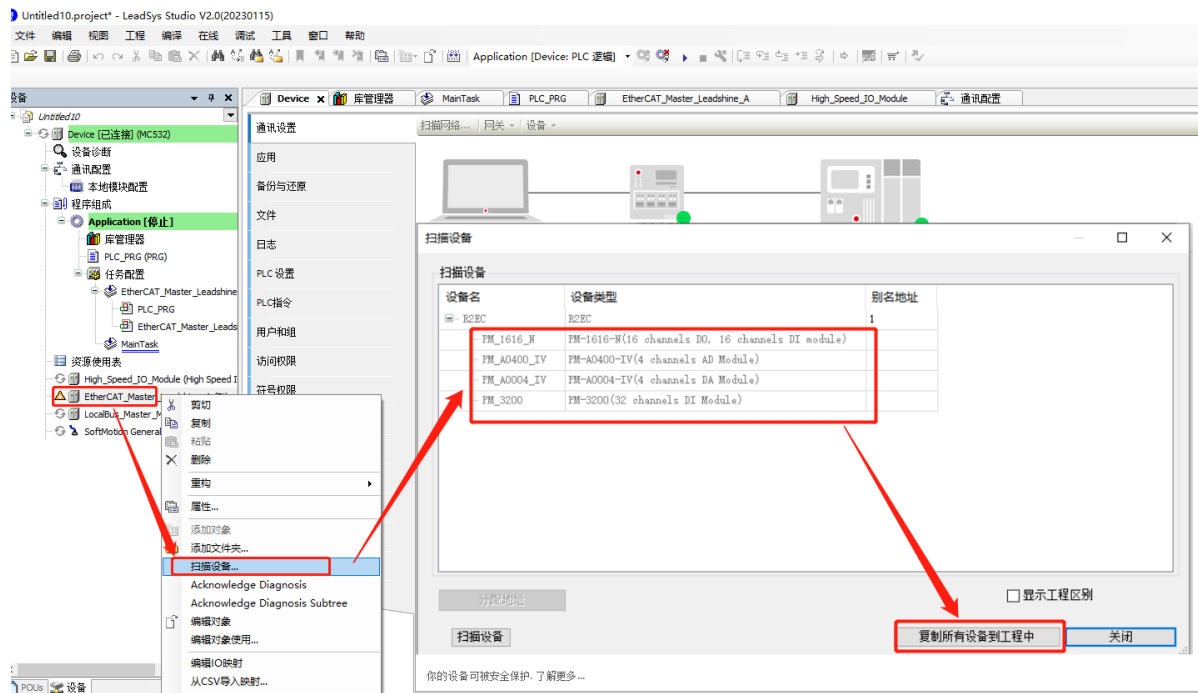 Untitled10.project* - LeadSys Studio V2.0(20230115)
文件 编辑 视图 工程 编译 在线 调试 工具 窗口 帮助
Application [Device: PLC 逻辑]
设备
Device 库管理器 MainTask PLC_PRG EtherCAT_Master_Leadshine_A High_Speed_IO_Module 通讯配置
Untitled10
Device [已连接] (MC532)
设备诊断
通讯配置
本地模块配置
程序组成
Application [停止]
库管理器
PLC_PRG (PRG)
任务配置
EtherCAT_Master_Leadshine
PLC_PRG
EtherCAT_Master_Leads
MainTask
资源使用表
High_Speed_IO_Module (High Speed I
EtherCAT_Master_
LocalBus_Master_M
SoftMotion General
POUs 设备
通讯设置
应用
备份与还原
文件
日志
PLC 设置
PLC指令
用户和组
访问权限
符号权限
扫描网络... 网关 设备
剪切
复制
粘贴
删除
重构
属性...
添加对象
添加文件夹...
扫描设备...
Acknowledge Diagnosis
Acknowledge Diagnosis Subtree
编辑对象
编辑对象使用...
编辑IO映射
从CSV导入映射...
扫描设备
扫描设备
设备名 设备类型 别名地址
R2EC R2EC 1
PM_1616_N PM-1616-N(16 channels DO, 16 channels DI module)
PM_A0400_IV PM-A0400-IV(4 channels AD Module)
PM_A0004_IV PM-A0004-IV(4 channels DA Module)
PM_3200 PM-3200(32 channels DI Module)
分配地址
显示工程区别
扫描设备 复制所有设备到工程中 关闭
你的设备可被安全保护. 了解更多...